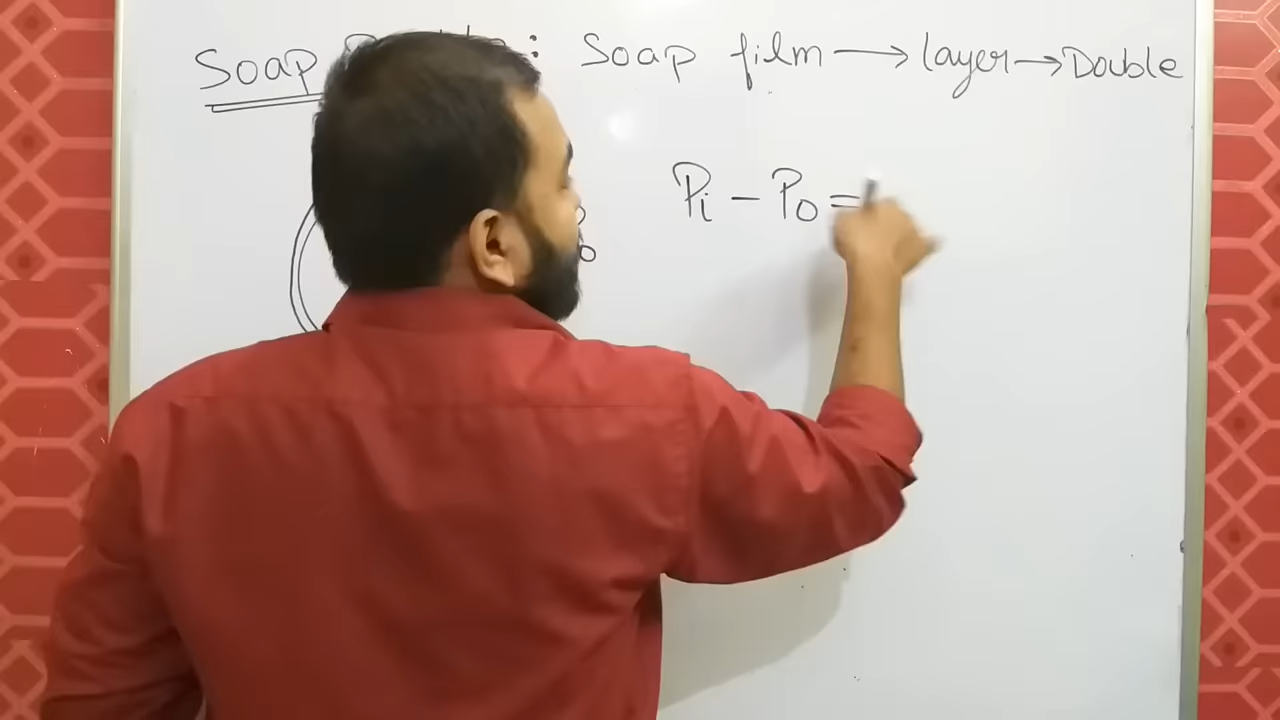 Soap : Soap film → layer → Double
Pi − Po =